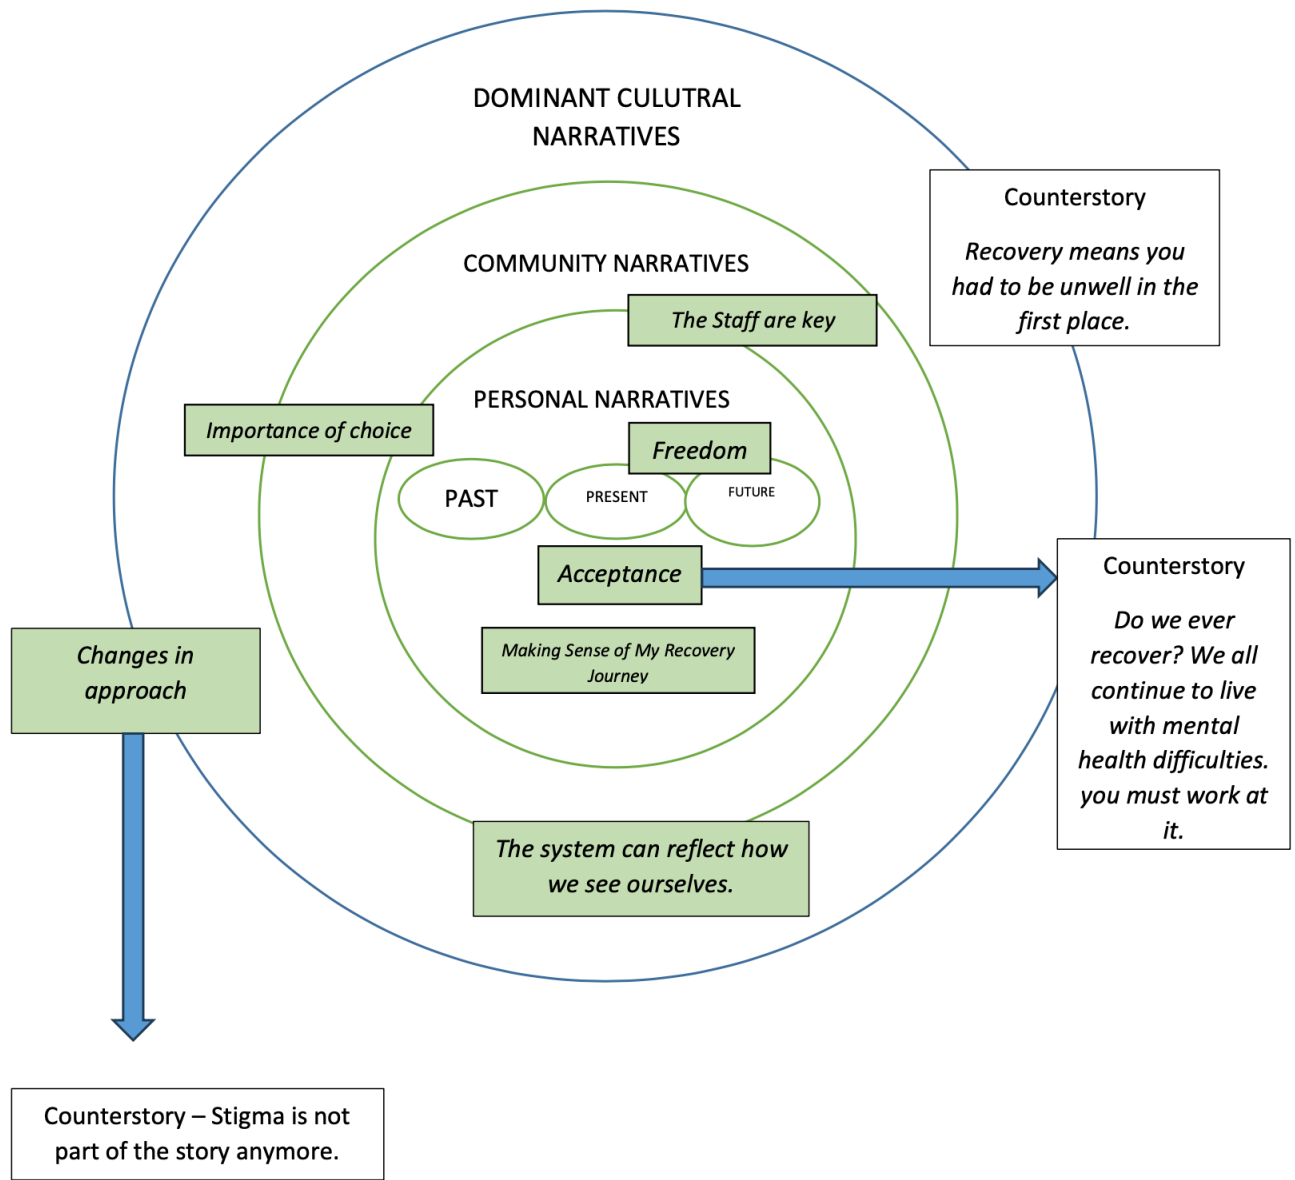 DOMINANT CULUTRAL
NARRATIVES
Counterstory
Recovery means you
had to be unwell in the
first place.
COMMUNITY NARRATIVES
The Staff are key
PERSONAL NARRATIVES
Importance of choice
Freedom
PAST
PRESENT
FUTURE
Acceptance
Counterstory
Do we ever
recover? We all
continue to live
with mental
health difficulties.
you must work at
it.
Making Sense of My Recovery
Journey
Changes in
approach
The system can reflect how
we see ourselves.
Counterstory – Stigma is not
part of the story anymore.